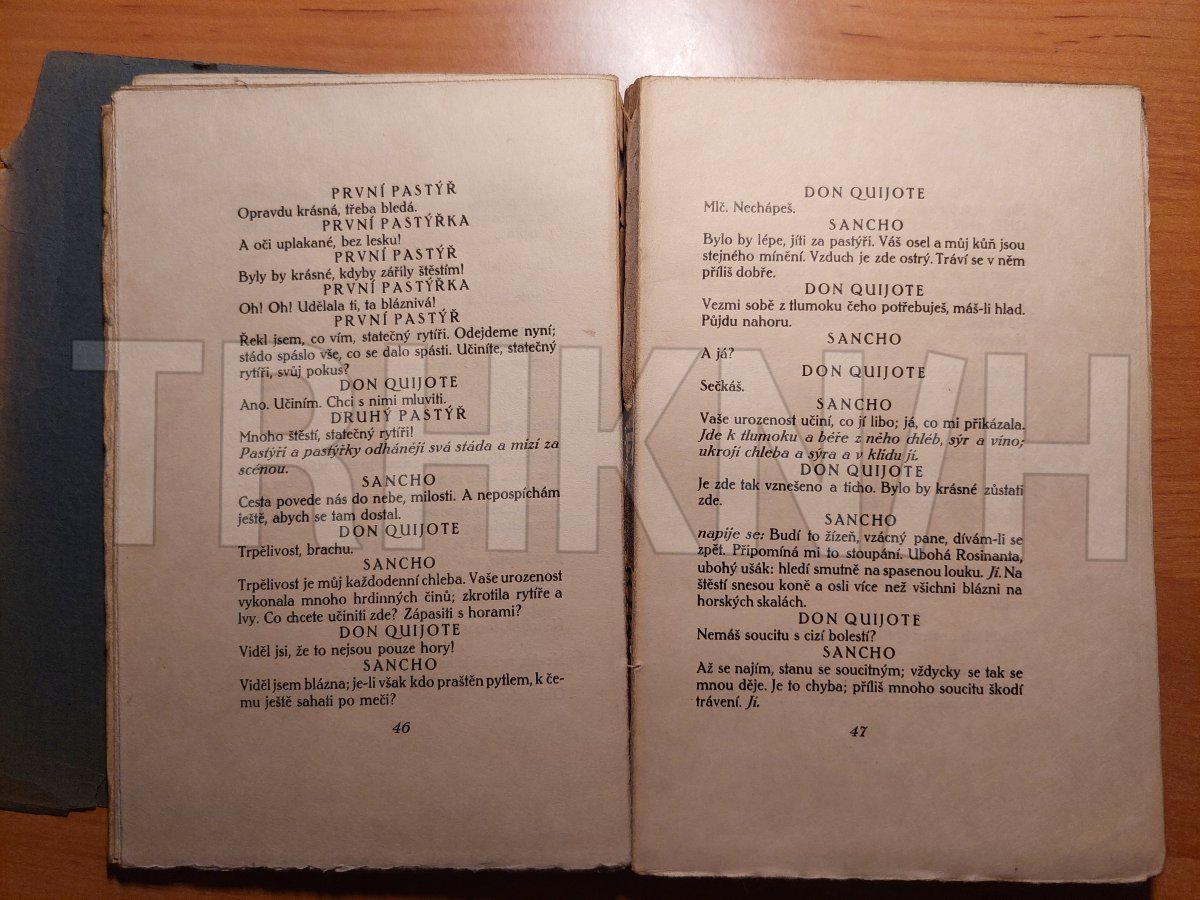 PRVNÍ PASTÝŘ
Opravdu krásná, třeba bledá.
PRVNÍ PASTÝŘKA
A oči uplakané, bez lesku!
PRVNÍ PASTÝŘ
Byly by krásné, kdyby zářily štěstím!
PRVNÍ PASTÝŘKA
Oh! Oh! Udělala ti, ta bláznivá!
PRVNÍ PASTÝŘ
Řekl jsem, co vím, statečný rytíři. Odejdeme nyní;
stádo spáslo vše, co se dalo spásti. Učiníte, statečný
rytíři, svůj pokus?
DON QUIJOTE
Ano. Učiním. Chci s nimi mluviti.
DRUHÝ PASTÝŘ
Mnoho štěstí, statečný rytíři!
Pastýři a pastýřky odhánějí svá stáda a mizí za
scénou.
SANCHO
Cesta povede nás do nebe, milosti. A nepospíchám
ještě, abych se tam dostal.
DON QUIJOTE
Trpělivost, brachu.
SANCHO
Trpělivost je můj každodenní chleba. Vaše urozenost
vykonala mnoho hrdinných činů; zkrotila rytíře a
lvy. Co chcete učiniti zde? Zápasiti s horami?
DON QUIJOTE
Viděl jsi, že to nejsou pouze hory!
SANCHO
Viděl jsem blázna; je-li však kdo praštěn pytlem, k če-
mu ještě sahati po meči?
46
DON QUIJOTE
Mlč. Nechápeš.
SANCHO
Bylo by lépe, jíti za pastýři. Váš osel a můj kůň jsou
stejného mínění. Vzduch je zde ostrý. Tráví se v něm
příliš dobře.
DON QUIJOTE
Vezmi sobě z tlumoku čeho potřebuješ, máš-li hlad.
Půjdu nahoru.
SANCHO
A já?
DON QUIJOTE
Sečkáš.
SANCHO
Vaše urozenost učiní, co jí libo; já, co mi přikázala.
Jde k tlumoku a béře z něho chléb, sýr a víno;
ukrojí chleba a sýra a v klidu jí.
DON QUIJOTE
Je zde tak vznešeno a ticho. Bylo by krásné zůstati
zde.
SANCHO
napije se: Budí to žízeň, vzácný pane, dívám-li se
zpět. Připomíná mi to stoupání. Ubohá Rosinanta,
ubohý ušák: hledí smutně na spasenou louku. Jí. Na
štěstí snesou koně a osli více než všichni blázni na
horských skalách.
DON QUIJOTE
Nemáš soucitu s cizí bolestí?
SANCHO
Až se najím, stanu se soucitným; vždycky se tak se
mnou děje. Je to chyba; příliš mnoho soucitu škodí
trávení. Jí.
47